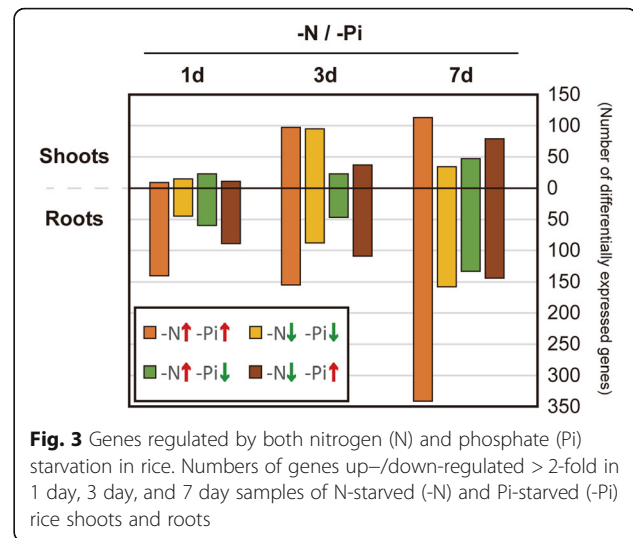 -N / -Pi
1d 3d 7d
Shoots
Roots
150
100
50
0
50
100
150
200
250
300
350
(Number of differentially expressed genes)
-N↑ -Pi↑ -N↓ -Pi↓
-N↑ -Pi↓ -N↓ -Pi↑
Fig. 3 Genes regulated by both nitrogen (N) and phosphate (Pi)
starvation in rice. Numbers of genes up–/down-regulated > 2-fold in
1 day, 3 day, and 7 day samples of N-starved (-N) and Pi-starved (-Pi)
rice shoots and roots